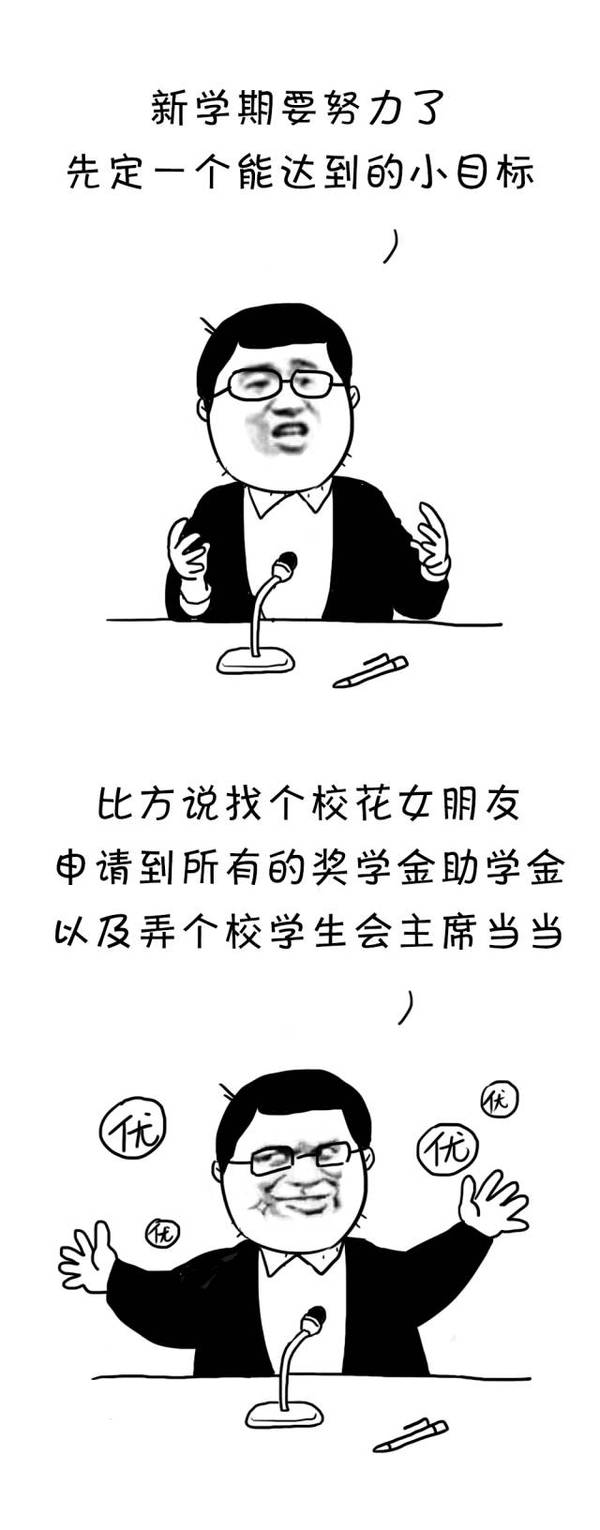 新学期要努力了
先定一个能达到的小目标
比方说找个校花女朋友
申请到所有的奖学金助学金
以及弄个校学生会主席当当
优
优
优
优